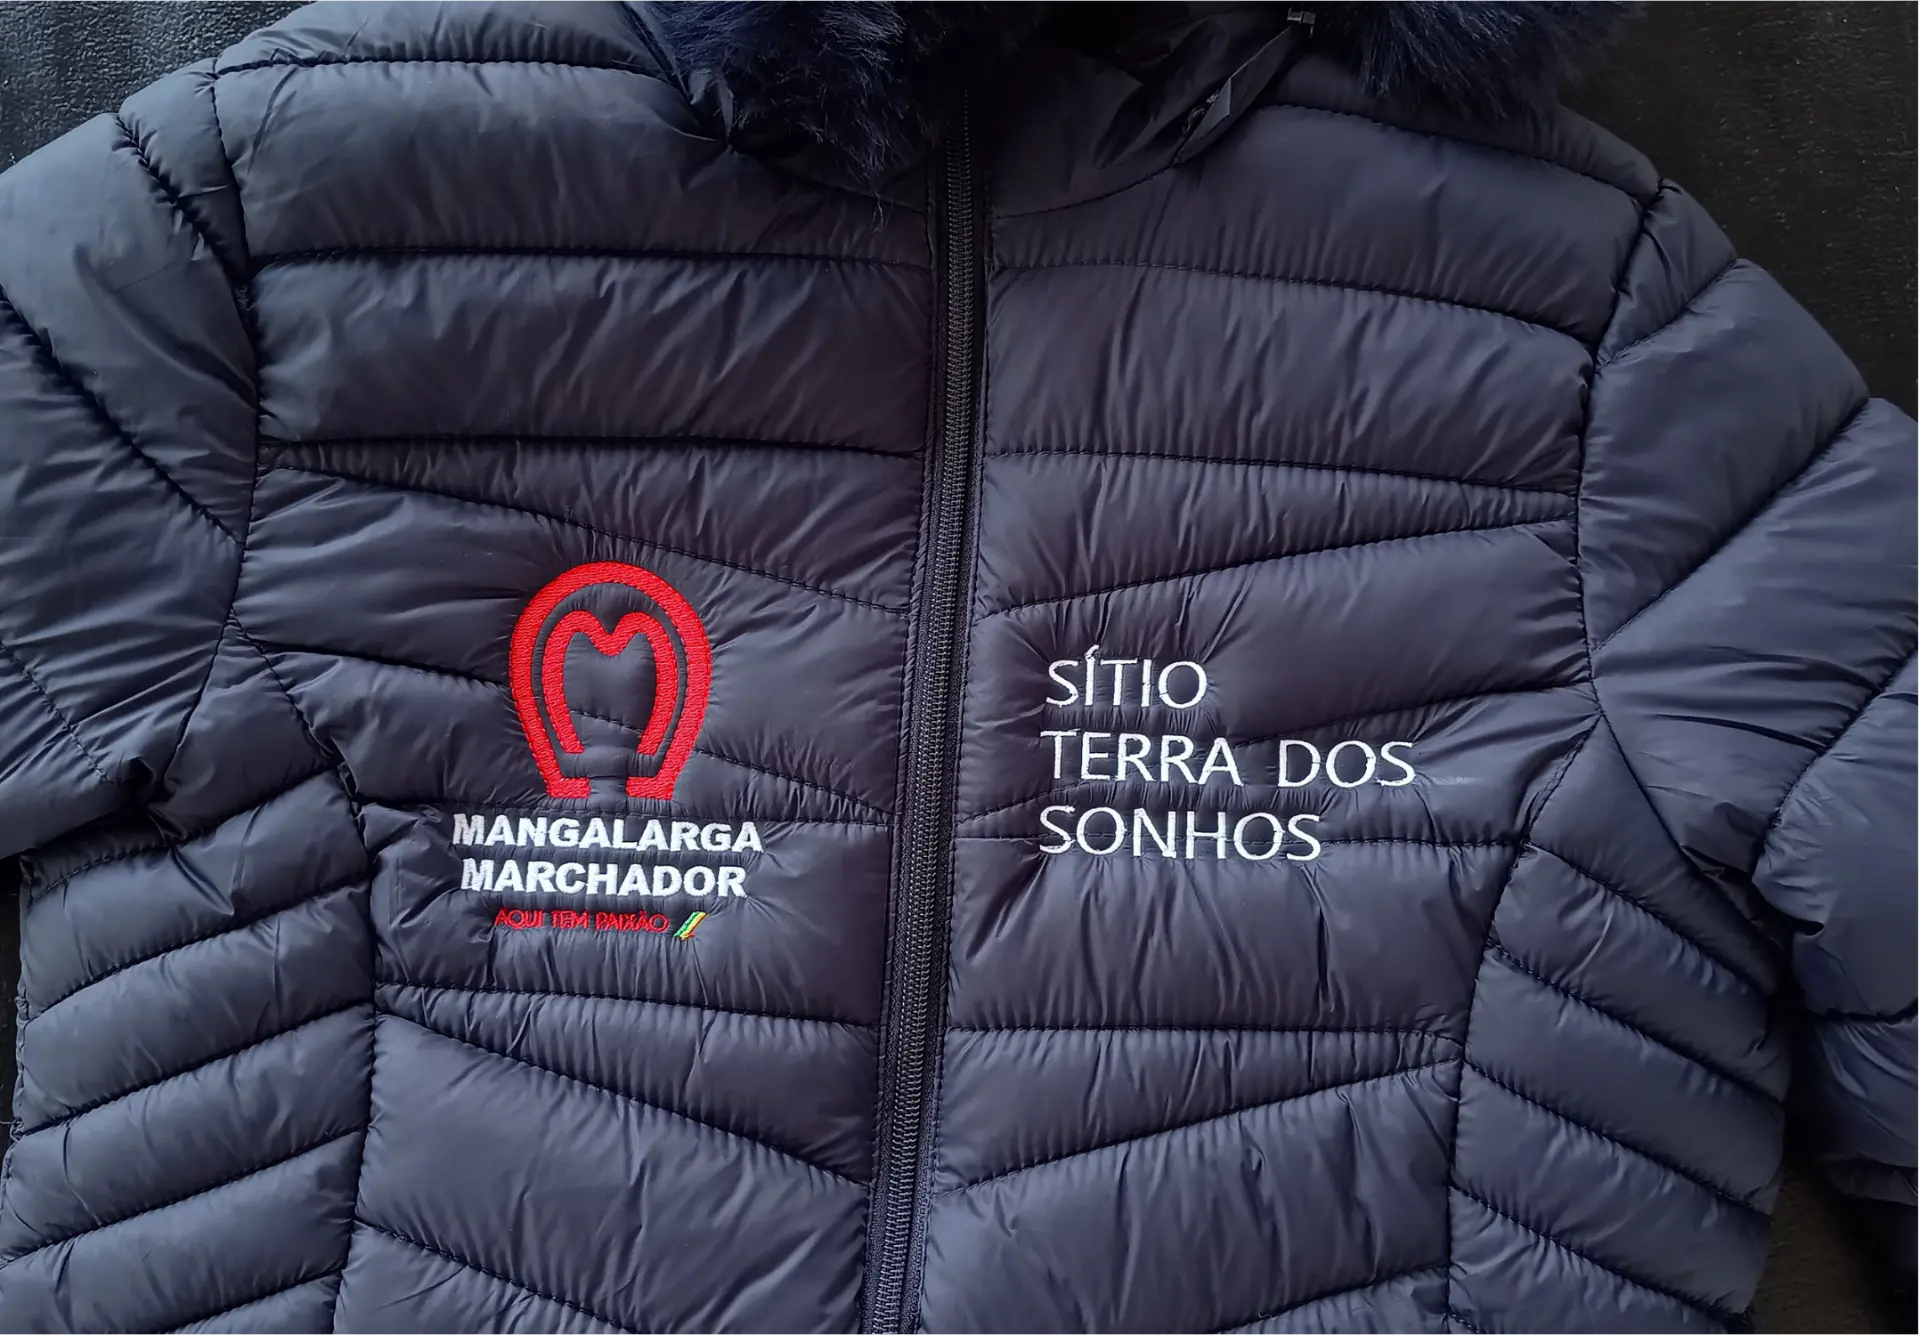 MANGALARGA
MARCHADOR
AQUI TEM PAIXÃO
SÍTIO
TERRA DOS
SONHOS